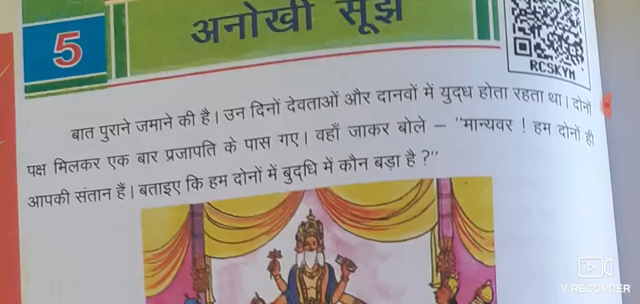 5
अनोखी सूझ
RCSKYM
बात पुराने जमाने की है। उन दिनों देवताओं और दानवों में युद्ध होता रहता था। दोनों
पक्ष मिलकर एक बार प्रजापति के पास गए। वहाँ जाकर बोले – "मान्यवर ! हम दोनों ही
आपकी संतान हैं। बताइए कि हम दोनों में बुद्धि में कौन बड़ा है ?"
V RECORDER